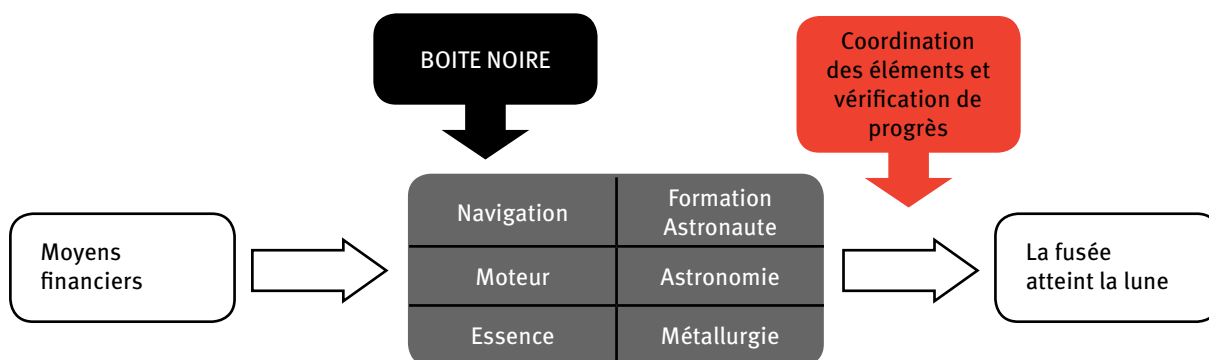 BOITE NOIRE
Coordination
des éléments et
vérification de
progrès
Moyens
financiers
Navigation
Formation
Astronaute
Moteur
Astronomie
Essence
Métallurgie
La fusée
atteint la lune